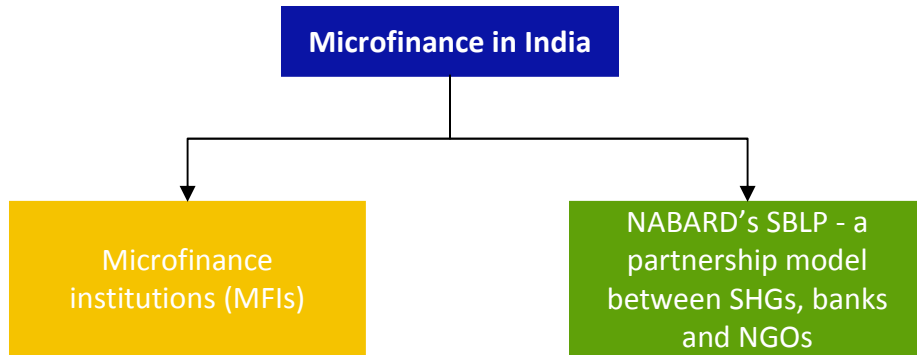 Microfinance in India
Microfinance
institutions (MFIs)
NABARD’s SBLP - a
partnership model
between SHGs, banks
and NGOs